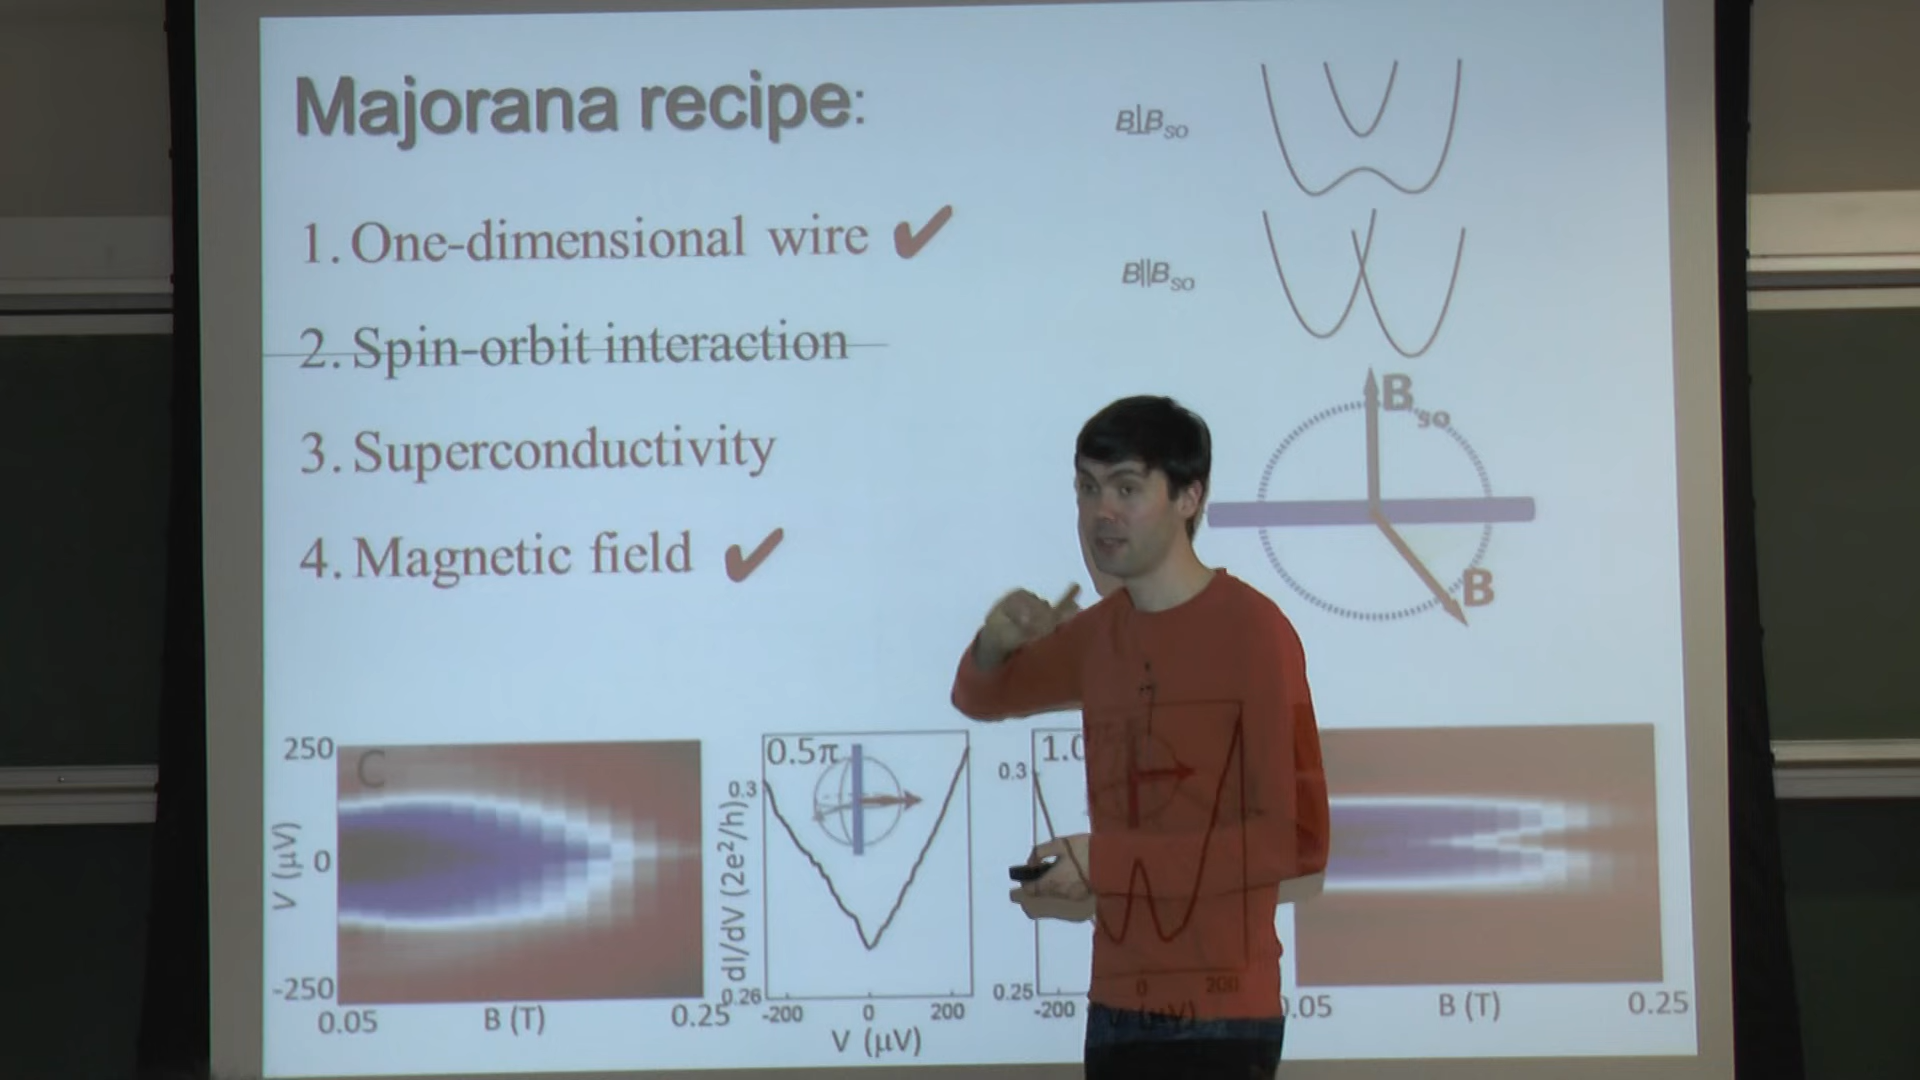 Majorana recipe:
1. One-dimensional wire ✔
2. Spin-orbit interaction
3. Superconductivity
4. Magnetic field ✔
B⊥B_so
B||B_so
B_so
B
250
0
-250
V (μV)
C
0.05
B (T)
0.25
0.5π
dI/dV (2e²/h)
0.3
0.26
-200
0
200
V (μV)
0.3
1.0
0.25
-200
0
200
V (μV)
.05
B (T)
0.25